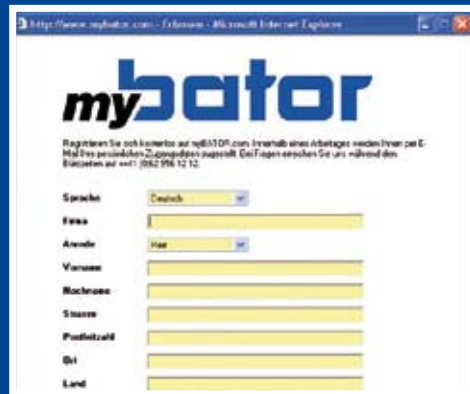 http://www.mybator.com - Erfassen - Microsoft Internet Explorer
mybator
Registrieren Sie sich kostenlos auf myBATOR.com. Innerhalb eines Arbeitages werden Ihnen per E-
Mail Ihre persönlichen Zugangsdaten zugestellt. Bei Fragen erreichen Sie uns während den
Bürozeiten auf ++41 (0)62 916 12 12.
Sprache Deutsch
Firma
Anrede Herr
Vorname
Nachname
Strasse
Postleitzahl
Ort
Land